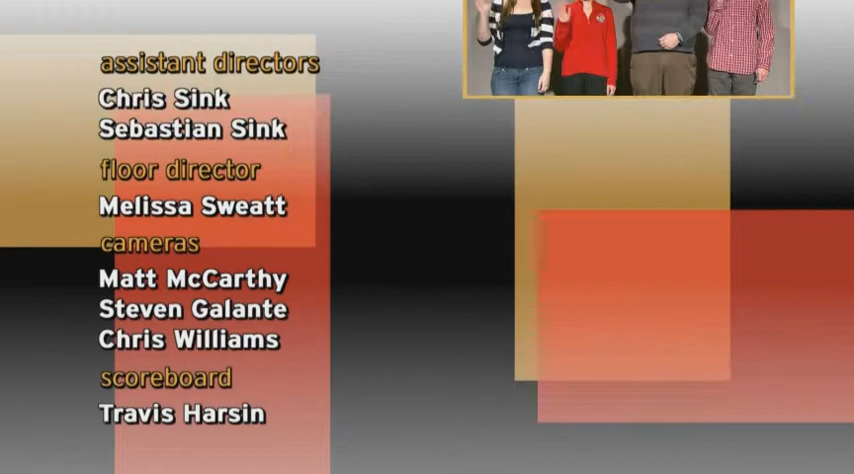 assistant directors
Chris Sink
Sebastian Sink
floor director
Melissa Sweatt
cameras
Matt McCarthy
Steven Galante
Chris Williams
scoreboard
Travis Harsin